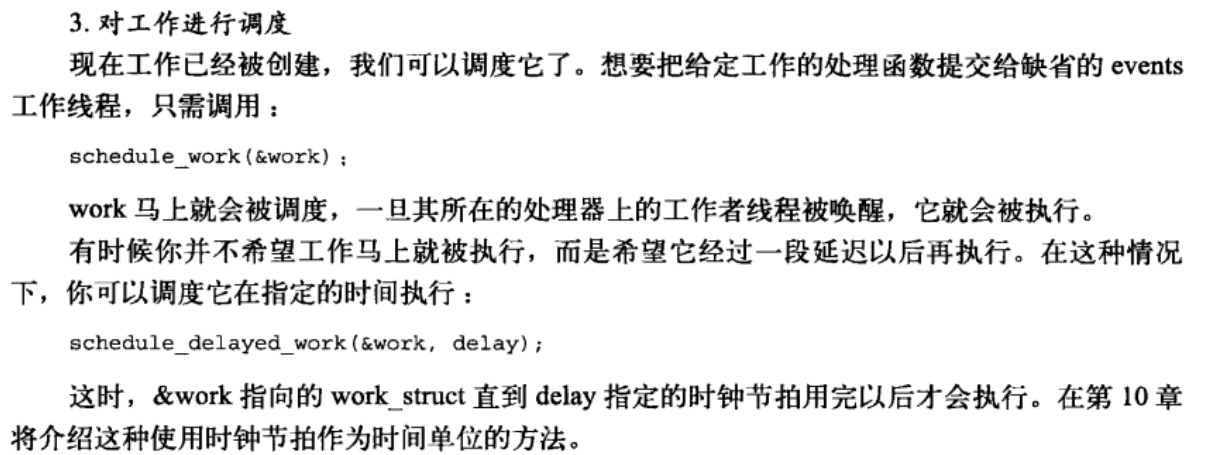 3. 对工作进行调度
现在工作已经被创建，我们可以调度它了。想要把给定工作的处理函数提交给缺省的 events
工作线程，只需调用：
schedule_work(&work);
work 马上就会被调度，一旦其所在的处理器上的工作者线程被唤醒，它就会被执行。
有时候你并不希望工作马上就被执行，而是希望它经过一段延迟以后再执行。在这种情况
下，你可以调度它在指定的时间执行：
schedule_delayed_work(&work, delay);
这时，&work 指向的 work_struct 直到 delay 指定的时钟节拍用完以后才会执行。在第 10 章
将介绍这种使用时钟节拍作为时间单位的方法。